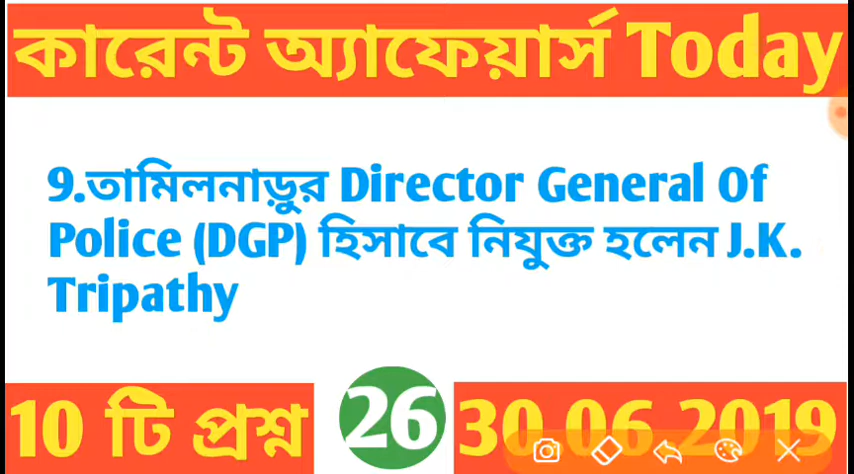 কারেন্ট অ্যাফেয়ার্স Today
9.তামিলনাড়ুর Director General Of
Police (DGP) হিসাবে নিযুক্ত হলেন J.K.
Tripathy
10 টি প্রশ্ন 26 30.06.2019